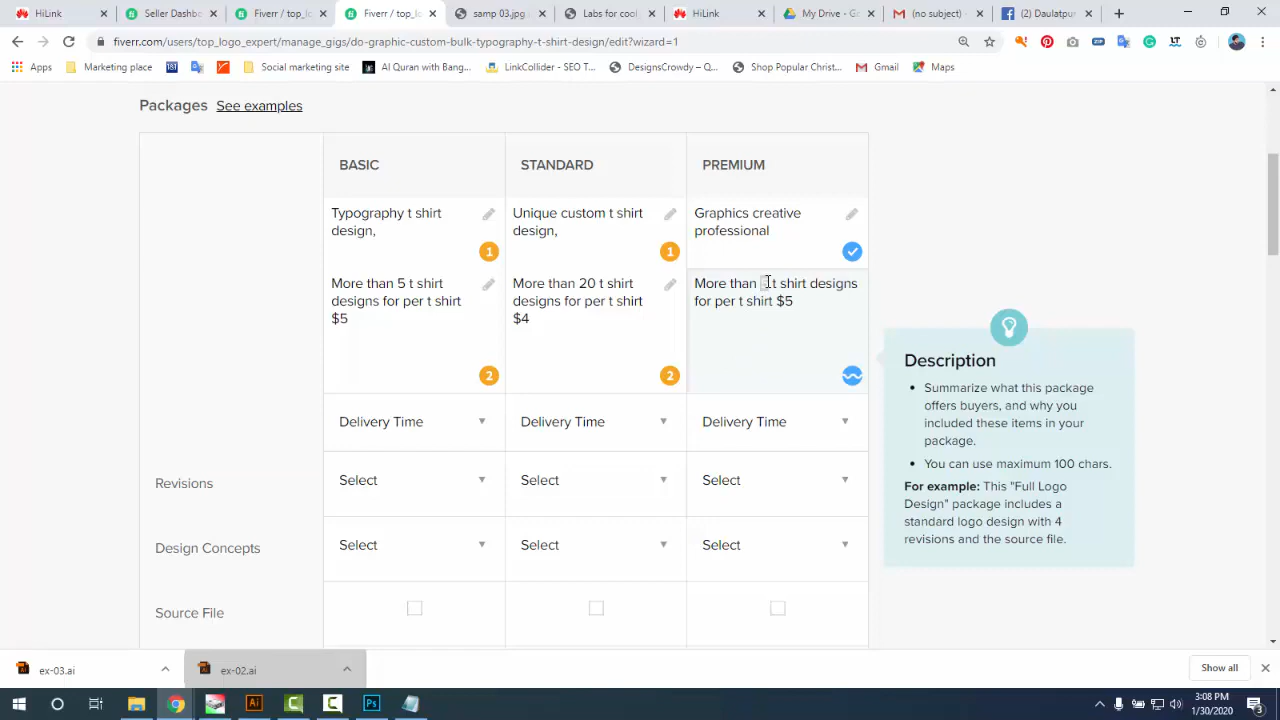 HiLink
Seller Dashb
Fiverr / top_lo
Fiverr / top_lo
samp 03.jpg
Labs for cool
HiLink
My Drive - Go
(no subject)
(2) Daulatpur
fiverr.com/users/top_logo_expert/manage_gigs/do-graphic-custom-bulk-typography-t-shirt-design/edit?wizard=1
Apps
Marketing place
Social marketing site
Al Quran with Bang...
LinkCollider - SEO T...
DesignsCrowdy – Q...
Shop Popular Christ...
Gmail
Maps
Packages See examples
BASIC STANDARD PREMIUM
Typography t shirt
design,
1
Unique custom t shirt
design,
1
Graphics creative
professional
More than 5 t shirt
designs for per t shirt
$5
2
More than 20 t shirt
designs for per t shirt
$4
2
More than t shirt designs
for per t shirt $5
Description
Summarize what this package
offers buyers, and why you
included these items in your
package.
You can use maximum 100 chars.
For example: This "Full Logo
Design" package includes a
standard logo design with 4
revisions and the source file.
Delivery Time Delivery Time Delivery Time
Revisions Select Select Select
Design Concepts Select Select Select
Source File
ex-03.ai
ex-02.ai
Show all
Ai
Ps
3:08 PM
1/30/2020
3